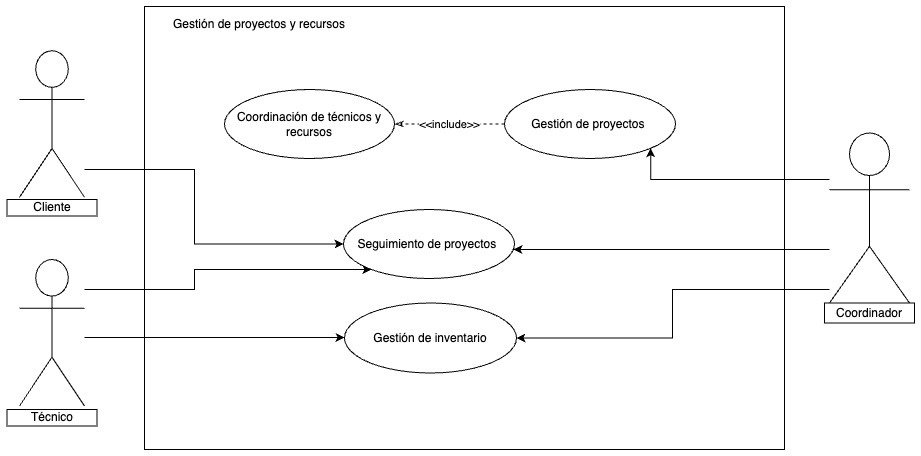 Gestión de proyectos y recursos
Coordinación de técnicos y
recursos
<<include>>
Gestión de proyectos
Cliente
Seguimiento de proyectos
Coordinador
Gestión de inventario
Técnico